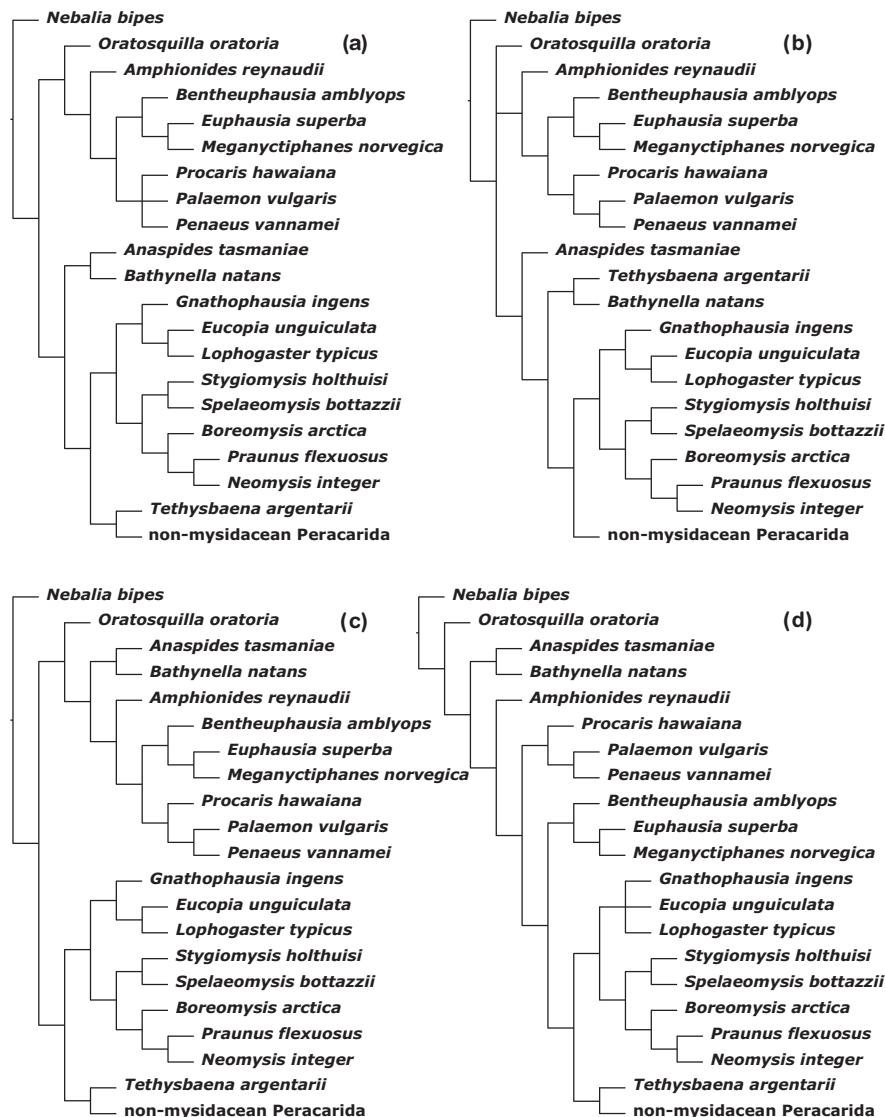 Nebalia bipes
Oratosquilla oratoria
(a)
Amphionides reynaudii
Bentheuphausia amblyops
Euphausia superba
Meganyctiphanes norvegica
Procaris hawaiana
Palaemon vulgaris
Penaeus vannamei
Anaspides tasmaniae
Bathynella natans
Gnathophausia ingens
Eucopia unguiculata
Lophogaster typicus
Stygiomysis holthuisi
Spelaeomysis bottazzii
Boreomysis arctica
Praunus flexuosus
Neomysis integer
Tethysbaena argentarii
non-mysidacean Peracarida
Nebalia bipes
Oratosquilla oratoria
(b)
Amphionides reynaudii
Bentheuphausia amblyops
Euphausia superba
Meganyctiphanes norvegica
Procaris hawaiana
Palaemon vulgaris
Penaeus vannamei
Anaspides tasmaniae
Tethysbaena argentarii
Bathynella natans
Gnathophausia ingens
Eucopia unguiculata
Lophogaster typicus
Stygiomysis holthuisi
Spelaeomysis bottazzii
Boreomysis arctica
Praunus flexuosus
Neomysis integer
non-mysidacean Peracarida
Nebalia bipes
Oratosquilla oratoria
(c)
Anaspides tasmaniae
Bathynella natans
Amphionides reynaudii
Bentheuphausia amblyops
Euphausia superba
Meganyctiphanes norvegica
Procaris hawaiana
Palaemon vulgaris
Penaeus vannamei
Gnathophausia ingens
Eucopia unguiculata
Lophogaster typicus
Stygiomysis holthuisi
Spelaeomysis bottazzii
Boreomysis arctica
Praunus flexuosus
Neomysis integer
Tethysbaena argentarii
non-mysidacean Peracarida
Nebalia bipes
Oratosquilla oratoria
(d)
Anaspides tasmaniae
Bathynella natans
Amphionides reynaudii
Procaris hawaiana
Palaemon vulgaris
Penaeus vannamei
Bentheuphausia amblyops
Euphausia superba
Meganyctiphanes norvegica
Gnathophausia ingens
Eucopia unguiculata
Lophogaster typicus
Stygiomysis holthuisi
Spelaeomysis bottazzii
Boreomysis arctica
Praunus flexuosus
Neomysis integer
Tethysbaena argentarii
non-mysidacean Peracarida